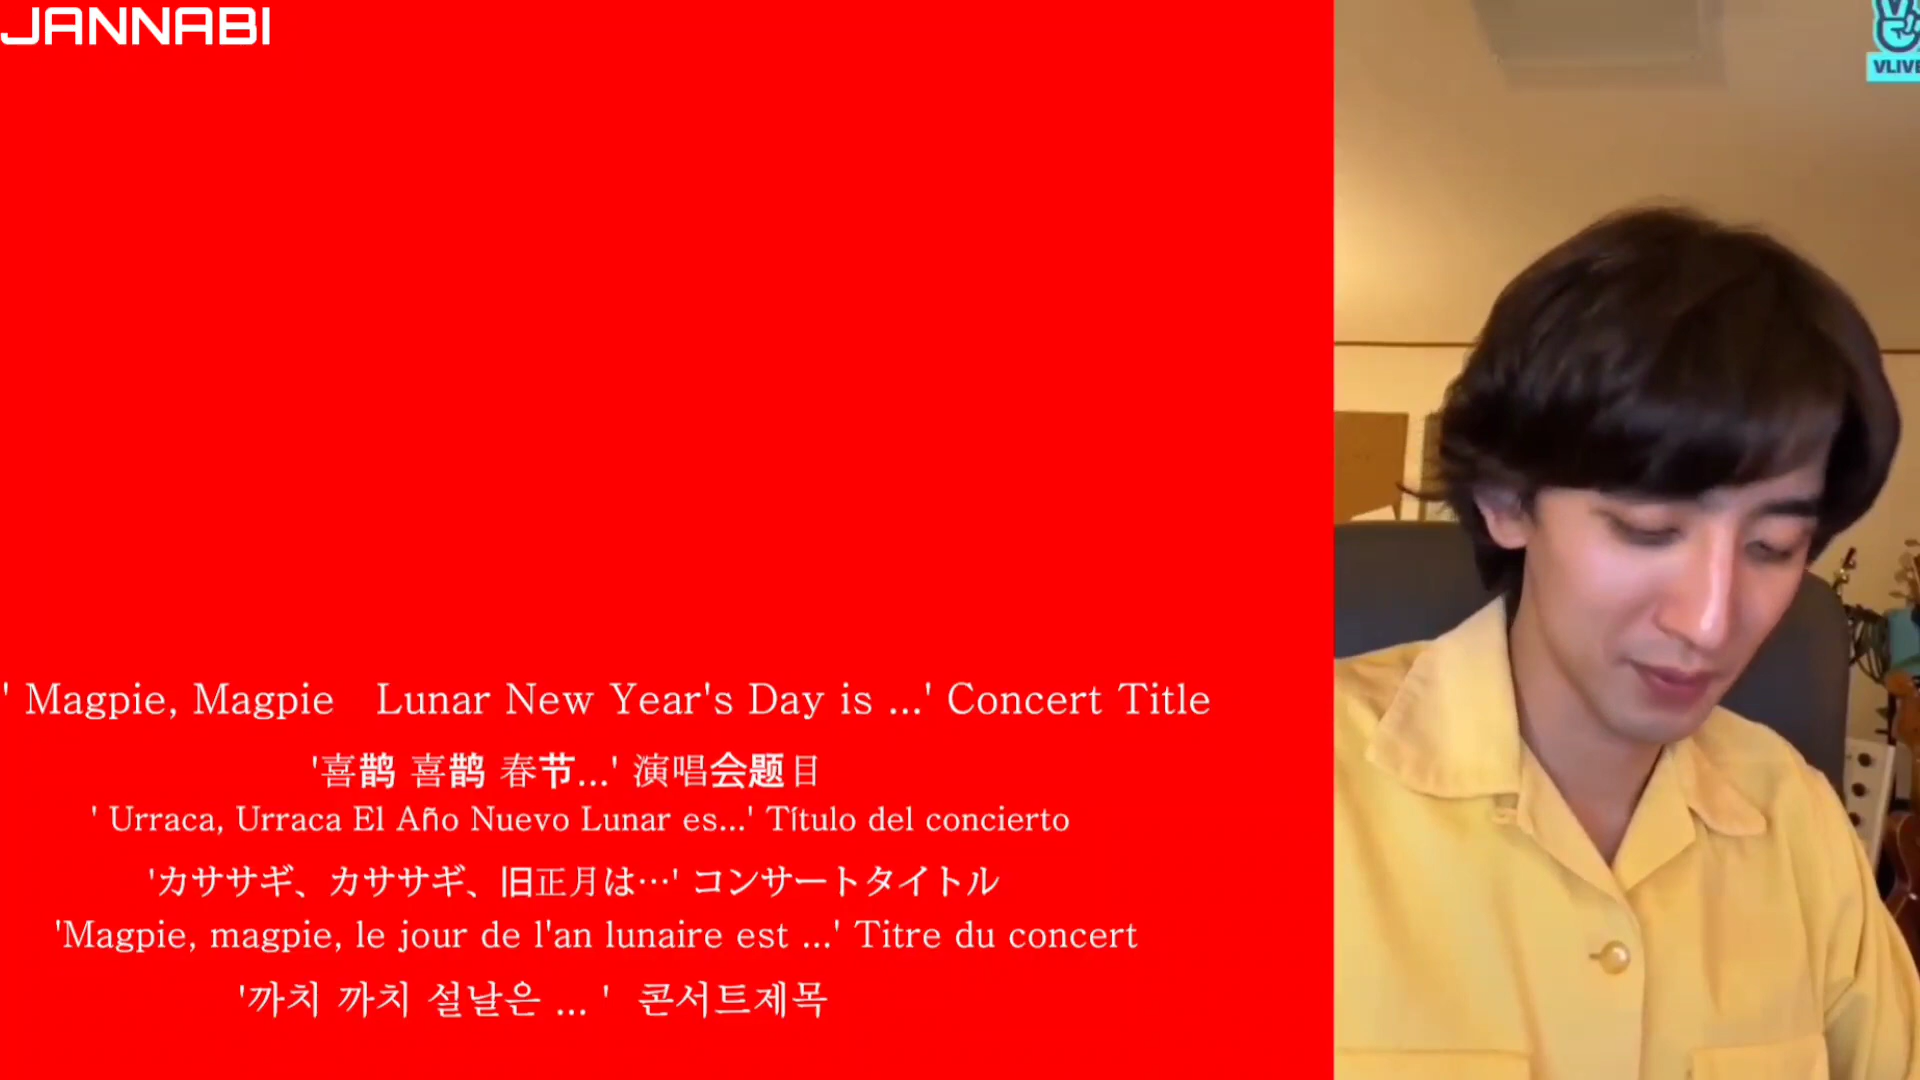 JANNABI
VLIVE
' Magpie, Magpie Lunar New Year's Day is ...' Concert Title
'喜鹊 喜鹊 春节...' 演唱会题目
' Urraca, Urraca El Año Nuevo Lunar es...' Título del concierto
'カササギ、カササギ、旧正月は…' コンサートタイトル
'Magpie, magpie, le jour de l'an lunaire est ...' Titre du concert
'까치 까치 설날은 ... ' 콘서트제목